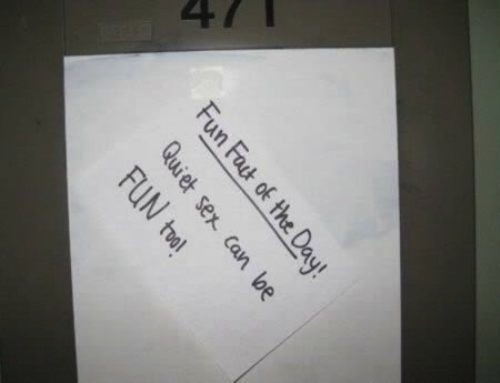 471
Fun Fact of the Day!
Quiet sex can be
FUN too!